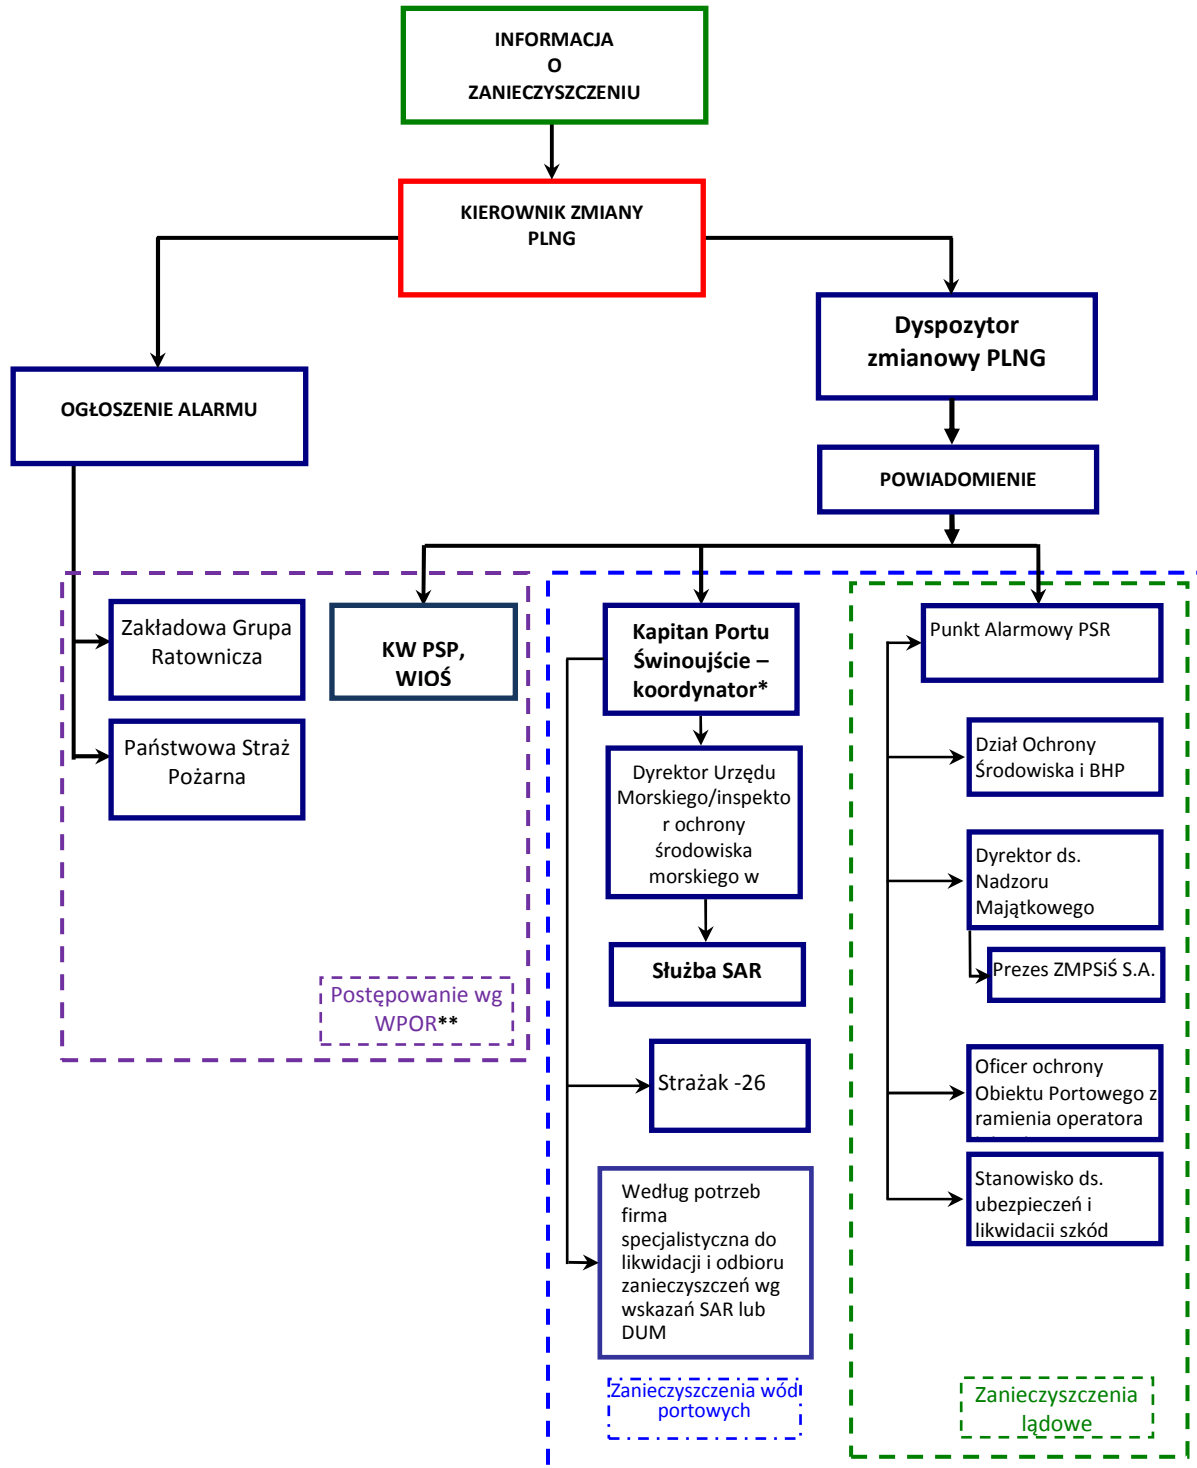 INFORMACJA
O
ZANIECZYSZCZENIU
KIEROWNIK ZMIANY
PLNG
Dyspozytor
zmianowy PLNG
OGŁOSZENIE ALARMU
POWIADOMIENIE
Zakładowa Grupa
Ratownicza
Państwowa Straż
Pożarna
KW PSP,
WIOŚ
Postępowanie wg
WPOR**
Kapitan Portu
Świnoujście –
koordynator*
Dyrektor Urzędu
Morskiego/inspekto
r ochrony
środowiska
morskiego w
Służba SAR
Strażak -26
Według potrzeb
firma
specjalistyczna do
likwidacji i odbioru
zanieczyszczeń wg
wskazań SAR lub
DUM
Zanieczyszczenia wód
portowych
Punkt Alarmowy PSR
Dział Ochrony
Środowiska i BHP
Dyrektor ds.
Nadzoru
Majątkowego
Prezes ZMPSiŚ S.A.
Oficer ochrony
Obiektu Portowego z
ramienia operatora
Stanowisko ds.
ubezpieczeń i
likwidacji szkód
Zanieczyszczenia
lądowe